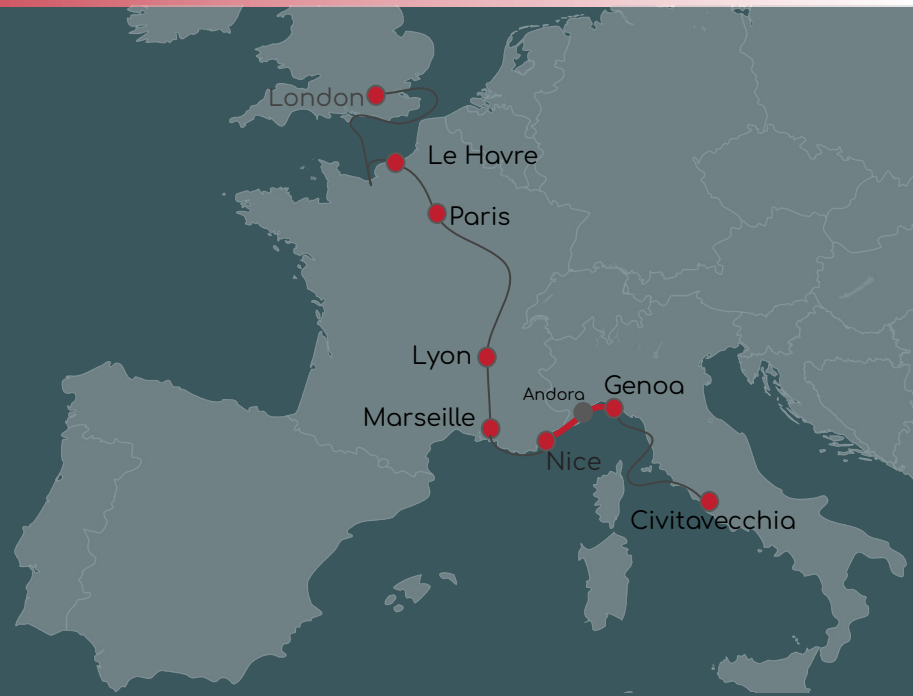 London
Le Havre
Paris
Lyon
Andora
Genoa
Marseille
Nice
Civitavecchia